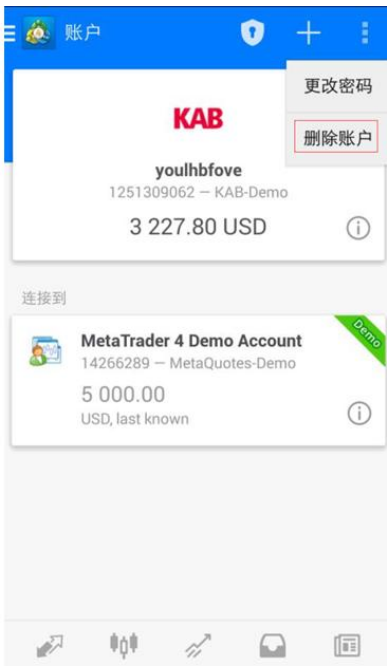 账户
更改密码
删除账户
KAB
youlhbfove
1251309062 — KAB-Demo
3 227.80 USD
连接到
MetaTrader 4 Demo Account
14266289 — MetaQuotes-Demo
5 000.00
USD, last known
Demo